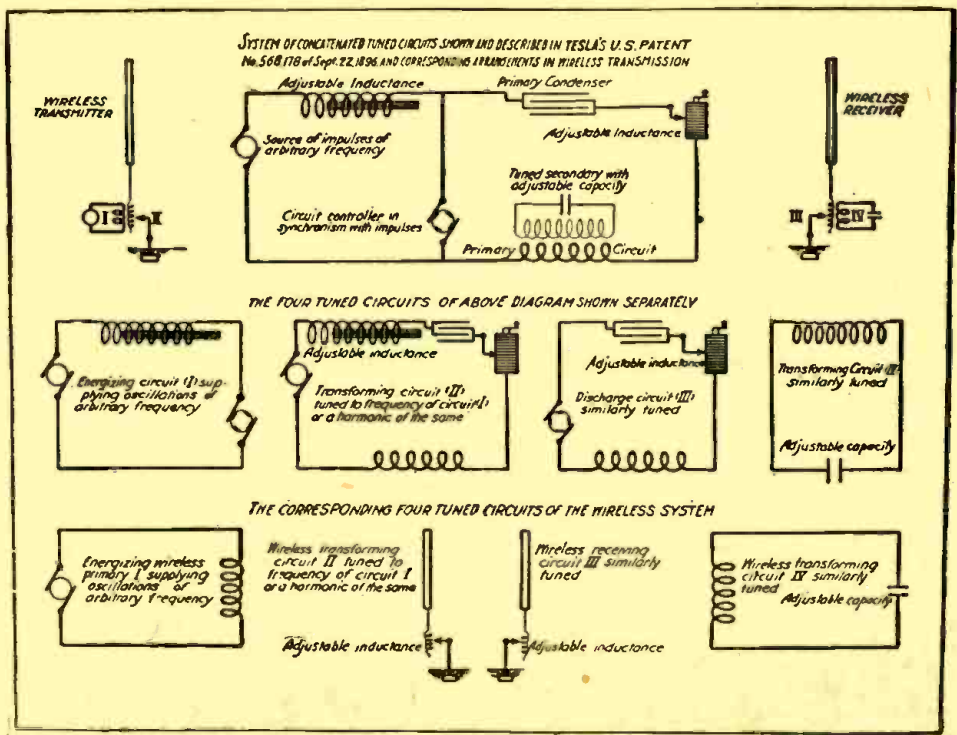 SYSTEM OF CONCATENATED TUNED CIRCUITS SHOWN AND DESCRIBED IN TESLA'S U.S. PATENT
No. 568,178 of Sept. 22, 1896, AND CORRESPONDING ARRANGEMENTS IN WIRELESS TRANSMISSION
WIRELESS
TRANSMITTER
I
II
Adjustable Inductance
Source of impulses of
arbitrary frequency
Circuit controller in
synchronism with impulses
Primary Condenser
Adjustable Inductance
Tuned secondary with
adjustable capacity
Primary Circuit
WIRELESS
RECEIVER
III
IV
THE FOUR TUNED CIRCUITS OF ABOVE DIAGRAM SHOWN SEPARATELY
Energizing circuit (I) sup-
plying oscillations of
arbitrary frequency
Adjustable inductance
Transforming circuit (II)
tuned to frequency of circuit (I)
or a harmonic of the same
Adjustable inductance
Discharge circuit (III)
similarly tuned
Transforming Circuit (IV)
similarly tuned
Adjustable capacity
THE CORRESPONDING FOUR TUNED CIRCUITS OF THE WIRELESS SYSTEM
Energizing wireless
primary I supplying
oscillations of
arbitrary frequency
Wireless transforming
circuit II tuned to
frequency of circuit I
or a harmonic of the same
Adjustable inductance
Wireless receiving
circuit III similarly
tuned
Adjustable inductance
Wireless transforming
circuit IV similarly
tuned
Adjustable capacity